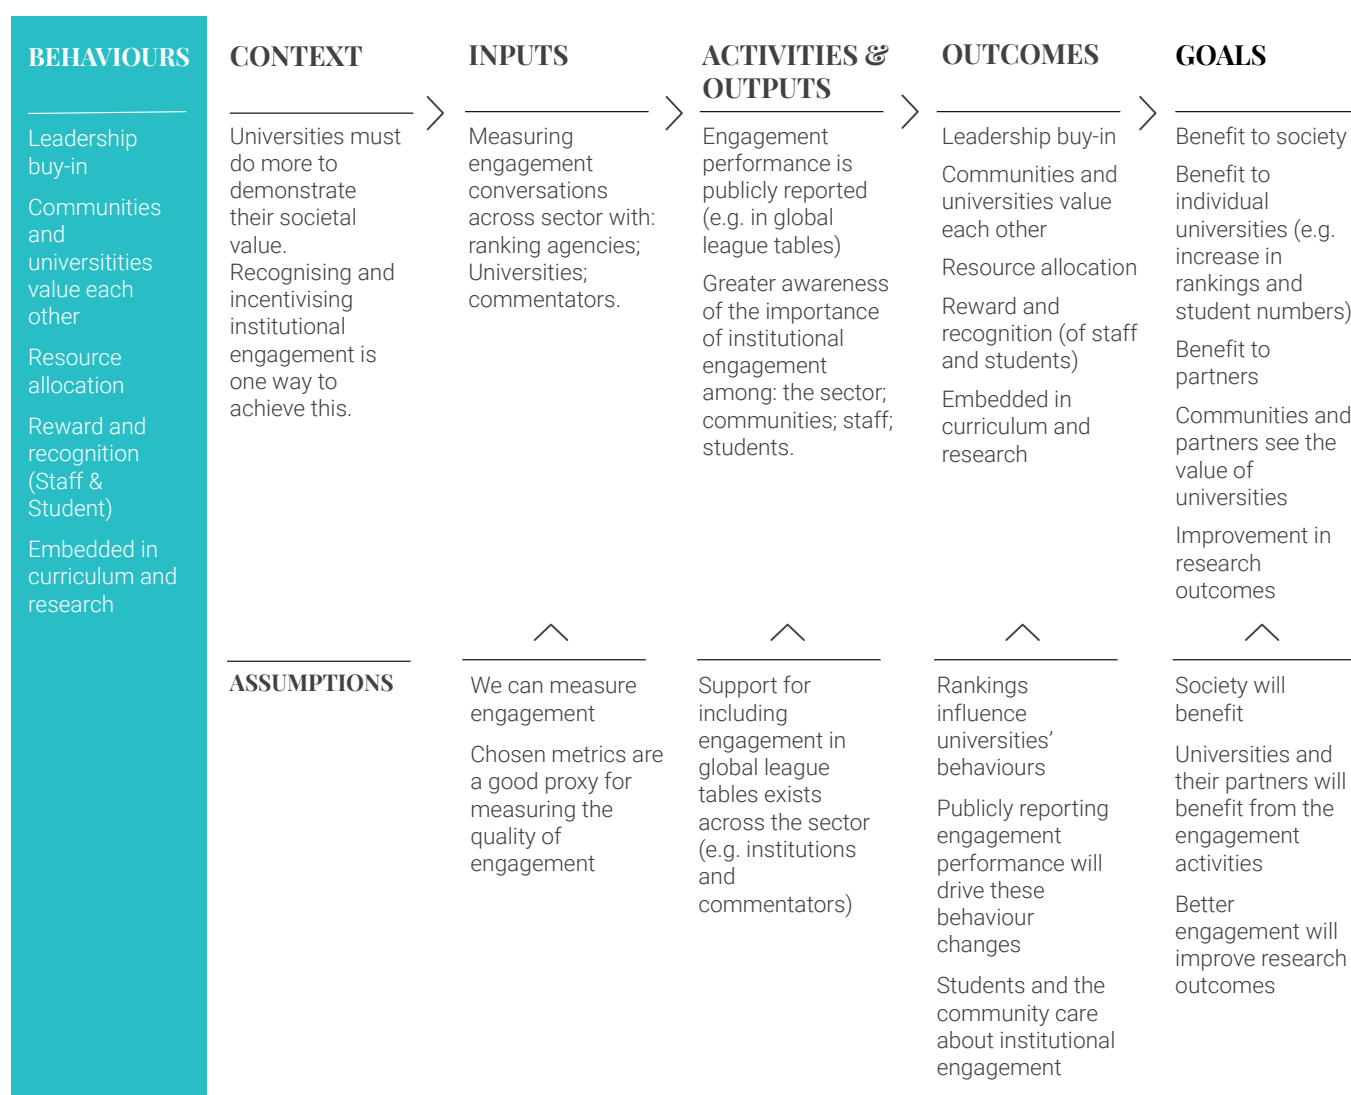 BEHAVIOURS
Leadership
buy-in
Communities
and
universitities
value each
other
Resource
allocation
Reward and
recognition
(Staff &
Student)
Embedded in
curriculum and
research
CONTEXT
Universities must
do more to
demonstrate
their societal
value.
Recognising and
incentivising
institutional
engagement is
one way to
achieve this.
INPUTS
Measuring
engagement
conversations
across sector with:
ranking agencies;
Universities;
commentators.
ACTIVITIES &
OUTPUTS
Engagement
performance is
publicly reported
(e.g. in global
league tables)
Greater awareness
of the importance
of institutional
engagement
among: the sector;
communities; staff;
students.
OUTCOMES
Leadership buy-in
Communities and
universities value
each other
Resource allocation
Reward and
recognition (of staff
and students)
Embedded in
curriculum and
research
GOALS
Benefit to society
Benefit to
individual
universities (e.g.
increase in
rankings and
student numbers)
Benefit to
partners
Communities and
partners see the
value of
universities
Improvement in
research
outcomes
ASSUMPTIONS
We can measure
engagement
Chosen metrics are
a good proxy for
measuring the
quality of
engagement
Support for
including
engagement in
global league
tables exists
across the sector
(e.g. institutions
and
commentators)
Rankings
influence
universities’
behaviours
Publicly reporting
engagement
performance will
drive these
behaviour
changes
Students and the
community care
about institutional
engagement
Society will
benefit
Universities and
their partners will
benefit from the
engagement
activities
Better
engagement will
improve research
outcomes